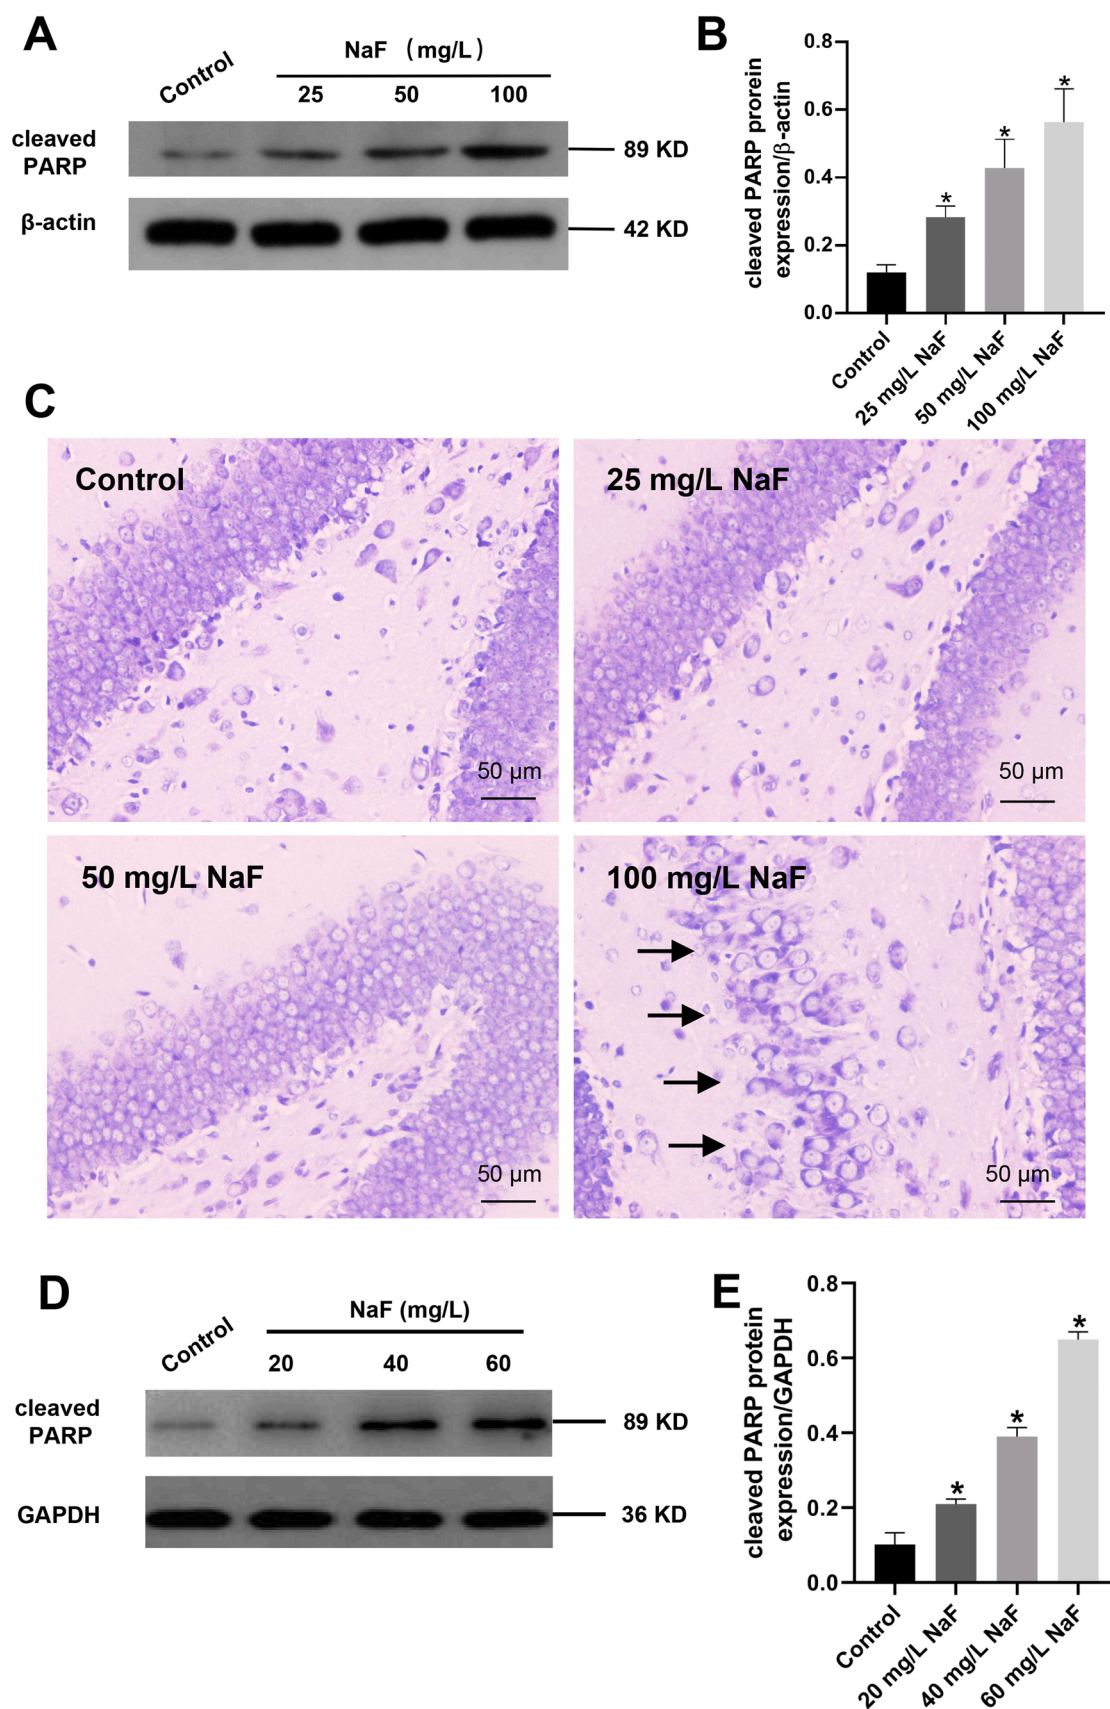 A
NaF (mg/L)
Control
25
50
100
cleaved
PARP
89 KD
β-actin
42 KD
B
cleaved PARP prorein
expression/β-actin
0.8
0.6
0.4
0.2
0.0
*
*
*
Control
25 mg/L NaF
50 mg/L NaF
100 mg/L NaF
C
Control
50 μm
25 mg/L NaF
50 μm
50 mg/L NaF
50 μm
100 mg/L NaF
50 μm
D
NaF (mg/L)
Control
20
40
60
cleaved
PARP
89 KD
GAPDH
36 KD
E
cleaved PARP protein
expression/GAPDH
0.8
0.6
0.4
0.2
0.0
*
*
*
Control
20 mg/L NaF
40 mg/L NaF
60 mg/L NaF